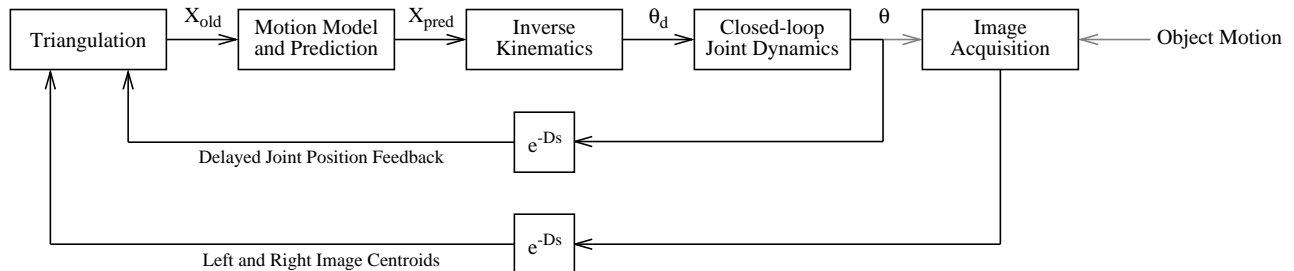 X_old
X_pred
θ_d
θ
Triangulation
Motion Model
and Prediction
Inverse
Kinematics
Closed-loop
Joint Dynamics
Image
Acquisition
Object Motion
e^-Ds
Delayed Joint Position Feedback
e^-Ds
Left and Right Image Centroids